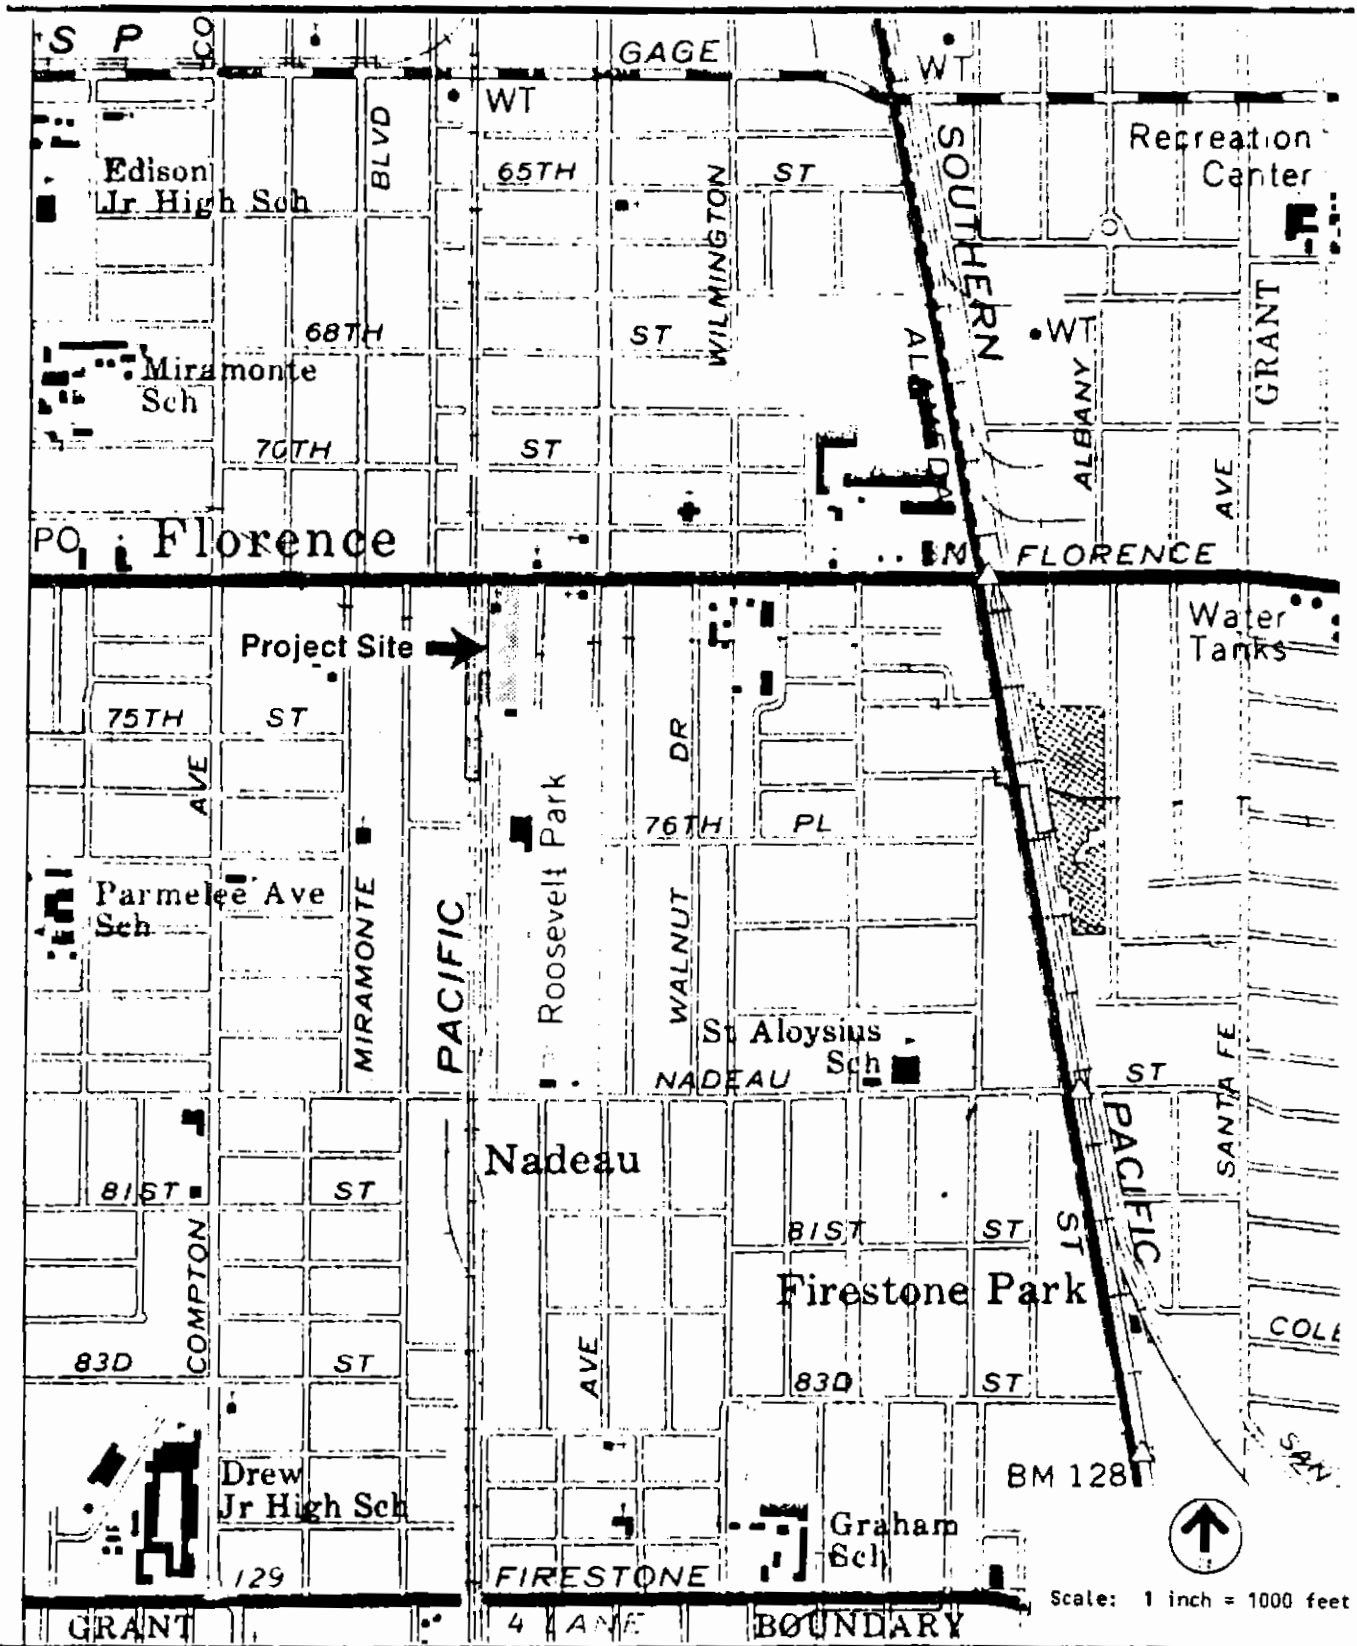 S P
CO
GAGE
WT
WT
BLVD
Edison
Jr High Sch
65TH ST
WILMINGTON
SOUTHERN
Recreation
Center
68TH ST
Miramonte
Sch
WT
ALBANY
GRANT
70TH ST
AVE
PO
Florence
BM
FLORENCE
Project Site
Water
Tanks
75TH ST
AVE
DR
Roosevelt Park
76TH PL
Parmelee Ave
Sch
MIRAMONTE
PACIFIC
WALNUT
St Aloysius
Sch
NADEAU ST
SANTA FE
PACIFIC
Nadeau
81ST ST
81ST ST
ST
COMPTON
Firestone Park
83D ST
AVE
83D ST
SAN
BM 128
Drew
Jr High Sch
Graham
Sch
129
FIRESTONE
Scale: 1 inch = 1000 feet
GRANT
4 LANE
BOUNDARY